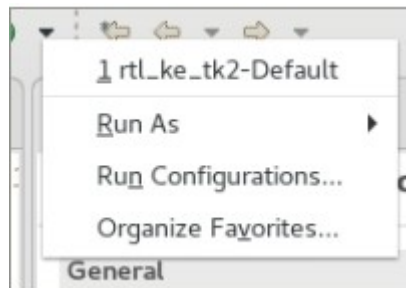 1 rtl_ke_tk2-Default
Run As
Run Configurations...
Organize Favorites...
General